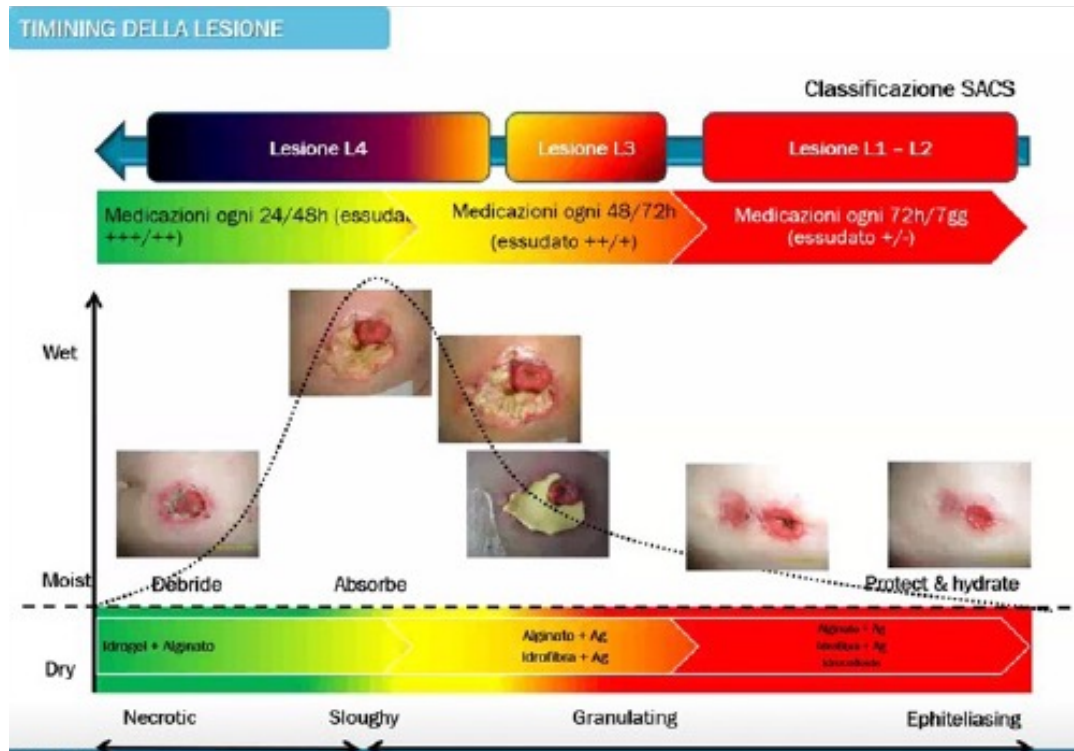 TIMINING DELLA LESIONE
Classificazione SACS
Lesione L4
Lesione L3
Lesione L1 – L2
Medicazioni ogni 24/48h (essudat
+++/++)
Medicazioni ogni 48/72h
(essudato ++/+)
Medicazioni ogni 72h/7gg
(essudato +/-)
Wet
Moist
Debride
Absorbe
Protect & hydrate
Idrogel + Alginato
Alginato + Ag
Idrofibra + Ag
Alginato + Ag
Idrofibra + Ag
Idrocolloide
Dry
Necrotic
Sloughy
Granulating
Ephiteliasing